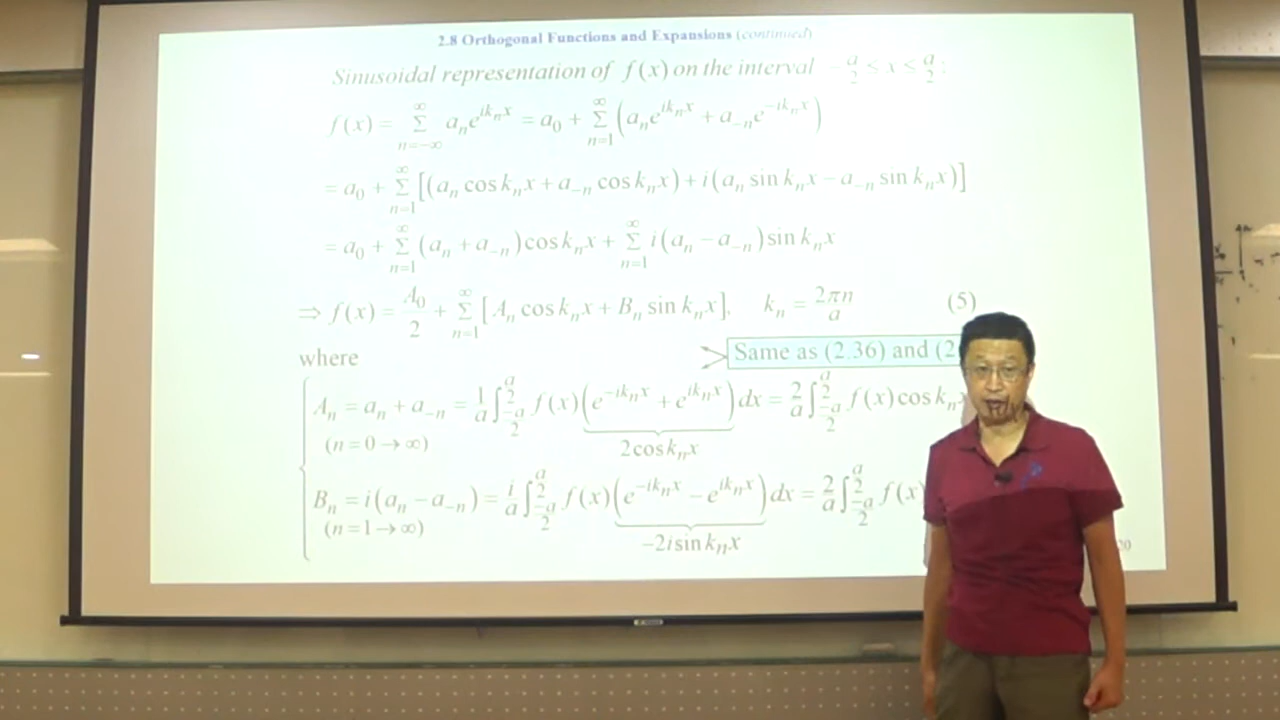 2.8 Orthogonal Functions and Expansions (continued)
Sinusoidal representation of f(x) on the interval −a/2 ≤ x ≤ a/2:
f(x) = Σ_{n=−∞}^{∞} a_n e^{ik_n x} = a_0 + Σ_{n=1}^{∞} (a_n e^{ik_n x} + a_{−n} e^{−ik_n x})
= a_0 + Σ_{n=1}^{∞} [(a_n cos k_n x + a_{−n} cos k_n x) + i(a_n sin k_n x − a_{−n} sin k_n x)]
= a_0 + Σ_{n=1}^{∞} (a_n + a_{−n}) cos k_n x + Σ_{n=1}^{∞} i(a_n − a_{−n}) sin k_n x
⇒ f(x) = A_0/2 + Σ_{n=1}^{∞} [A_n cos k_n x + B_n sin k_n x], k_n = 2πn/a (5)
where
Same as (2.36) and (2
A_n = a_n + a_{−n} = 1/a ∫_{−a/2}^{a/2} f(x)(e^{−ik_n x} + e^{ik_n x}) dx = 2/a ∫_{−a/2}^{a/2} f(x) cos k_n x
(n = 0 → ∞)
2 cos k_n x
B_n = i(a_n − a_{−n}) = i/a ∫_{−a/2}^{a/2} f(x)(e^{−ik_n x} − e^{ik_n x}) dx = 2/a ∫_{−a/2}^{a/2} f(x)
(n = 1 → ∞)
−2i sin k_n x
20